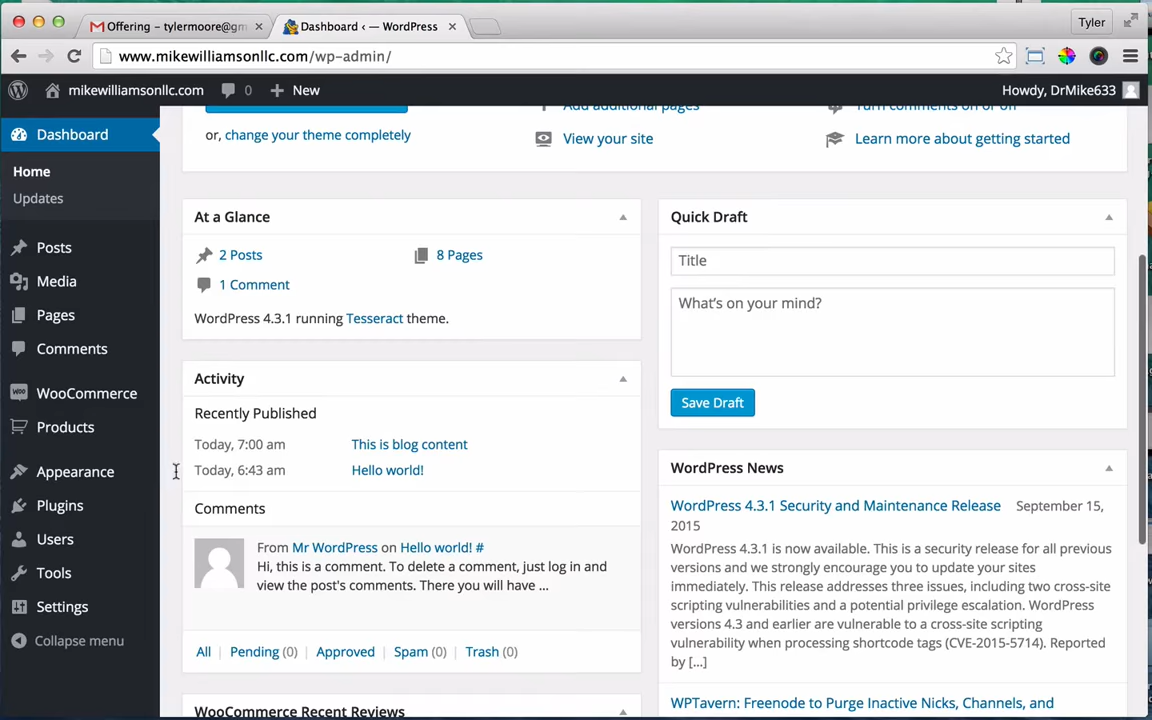 Offering – tylermoore@gm
Dashboard ‹ — WordPress
Tyler
www.mikewilliamsonllc.com/wp-admin/
mikewilliamsonllc.com 0 + New
Howdy, DrMike633
Dashboard
Home
Updates
Posts
Media
Pages
Comments
WooCommerce
Products
Appearance
Plugins
Users
Tools
Settings
Collapse menu
or, change your theme completely
Add additional pages
View your site
Turn comments on or off
Learn more about getting started
At a Glance
2 Posts
8 Pages
1 Comment
WordPress 4.3.1 running Tesseract theme.
Activity
Recently Published
Today, 7:00 am This is blog content
Today, 6:43 am Hello world!
Comments
From Mr WordPress on Hello world! #
Hi, this is a comment. To delete a comment, just log in and
view the post's comments. There you will have ...
All | Pending (0) | Approved | Spam (0) | Trash (0)
WooCommerce Recent Reviews
Quick Draft
Title
What's on your mind?
Save Draft
WordPress News
WordPress 4.3.1 Security and Maintenance Release September 15,
2015
WordPress 4.3.1 is now available. This is a security release for all previous
versions and we strongly encourage you to update your sites
immediately. This release addresses three issues, including two cross-site
scripting vulnerabilities and a potential privilege escalation. WordPress
versions 4.3 and earlier are vulnerable to a cross-site scripting
vulnerability when processing shortcode tags (CVE-2015-5714). Reported
by [...]
WPTavern: Freenode to Purge Inactive Nicks, Channels, and